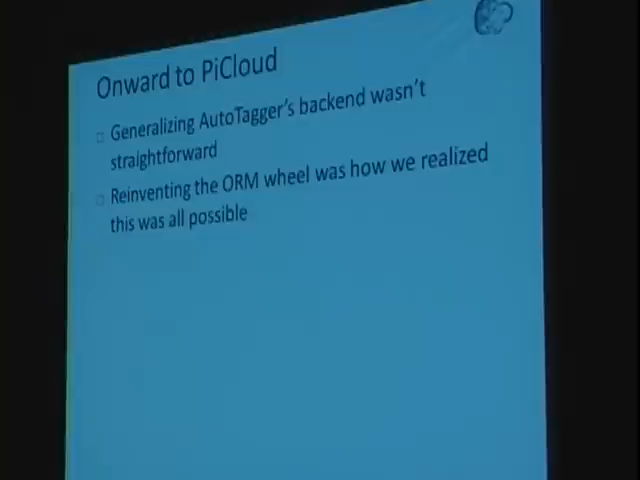 Onward to PiCloud
Generalizing AutoTagger's backend wasn't
straightforward
Reinventing the ORM wheel was how we realized
this was all possible